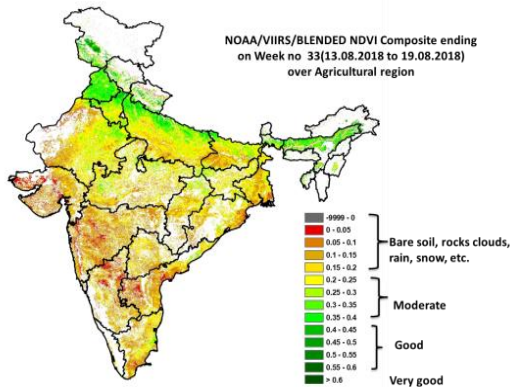 NOAA/VIIRS/BLENDED NDVI Composite ending
on Week no 33(13.08.2018 to 19.08.2018)
over Agricultural region
-9999 - 0
0 - 0.05
0.05 - 0.1
0.1 - 0.15
0.15 - 0.2
0.2 - 0.25
0.25 - 0.3
0.3 - 0.35
0.35 - 0.4
0.4 - 0.45
0.45 - 0.5
0.5 - 0.55
0.55 - 0.6
> 0.6
Bare soil, rocks clouds,
rain, snow, etc.
Moderate
Good
Very good